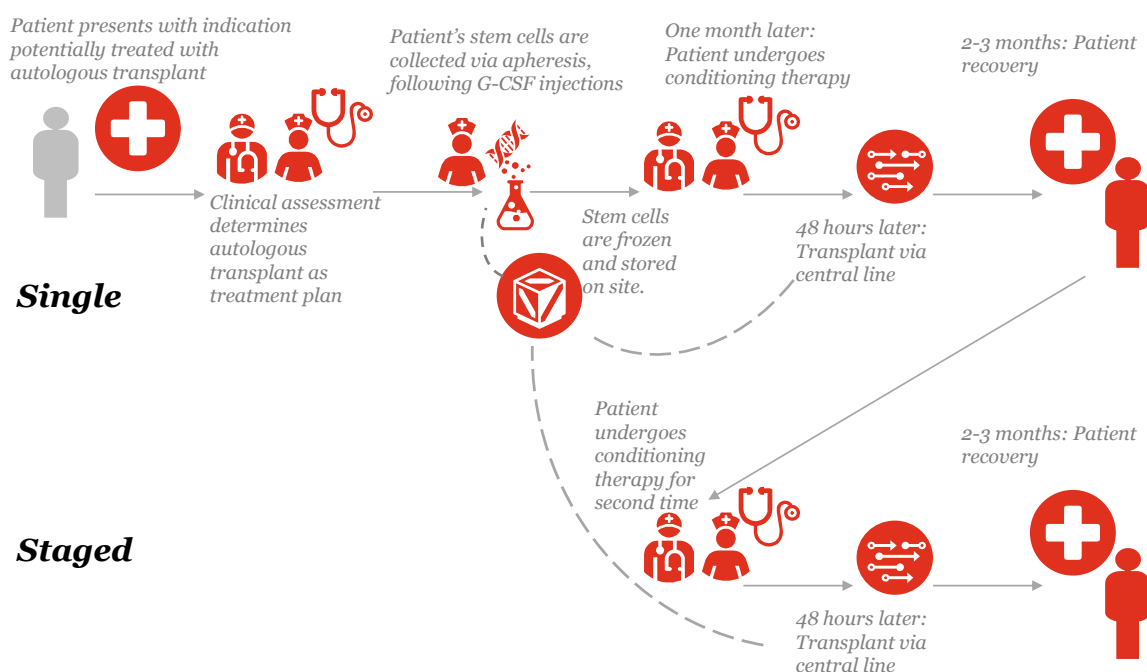 Patient presents with indication
potentially treated with
autologous transplant
Clinical assessment
determines
autologous
transplant as
treatment plan
Patient's stem cells are
collected via apheresis,
following G-CSF injections
Stem cells
are frozen
and stored
on site.
One month later:
Patient undergoes
conditioning therapy
48 hours later:
Transplant via
central line
2-3 months: Patient
recovery
Single
Patient
undergoes
conditioning
therapy for
second time
48 hours later:
Transplant via
central line
2-3 months: Patient
recovery
Staged